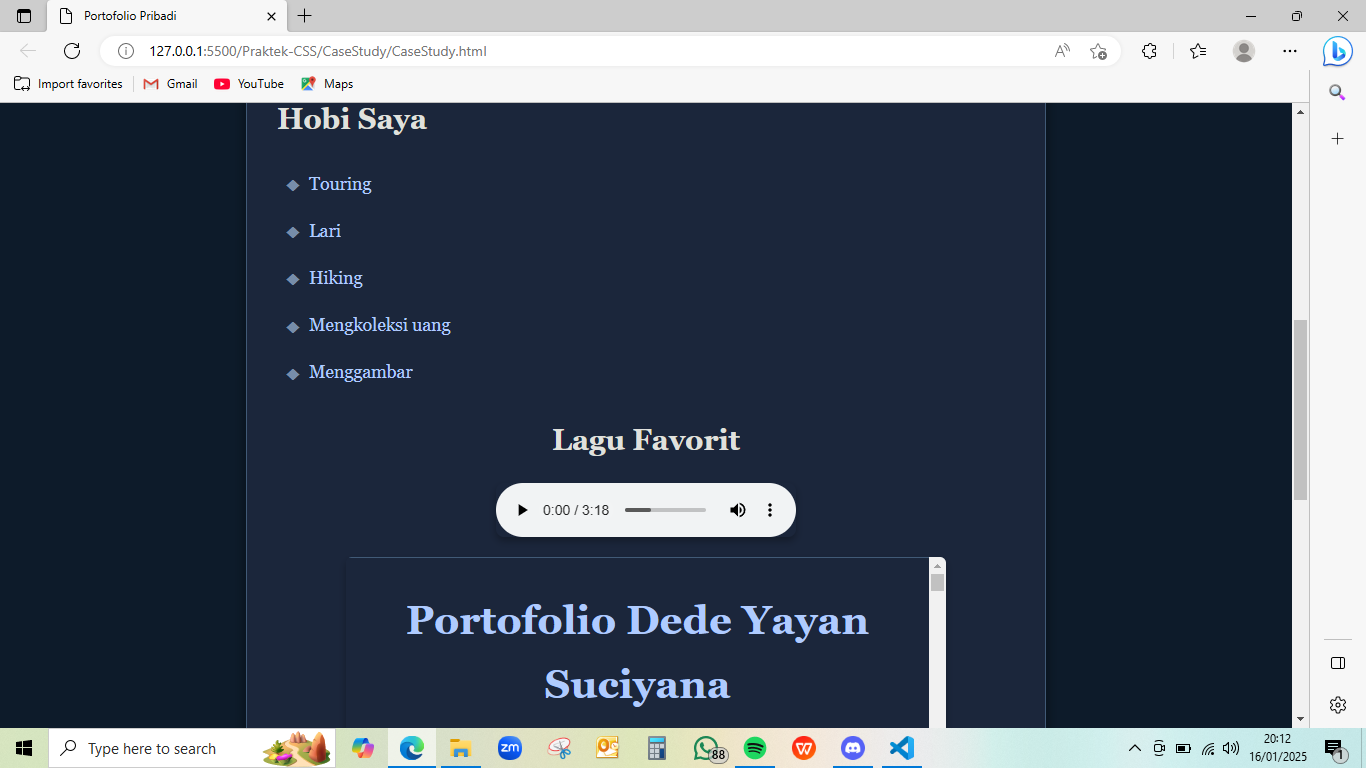 Portofolio Pribadi
127.0.0.1:5500/Praktek-CSS/CaseStudy/CaseStudy.html
Import favorites
Gmail
YouTube
Maps
Hobi Saya
Touring
Lari
Hiking
Mengkoleksi uang
Menggambar
Lagu Favorit
0:00 / 3:18
Portofolio Dede Yayan
Suciyana
Type here to search
zm
88
20:12
16/01/2025
1